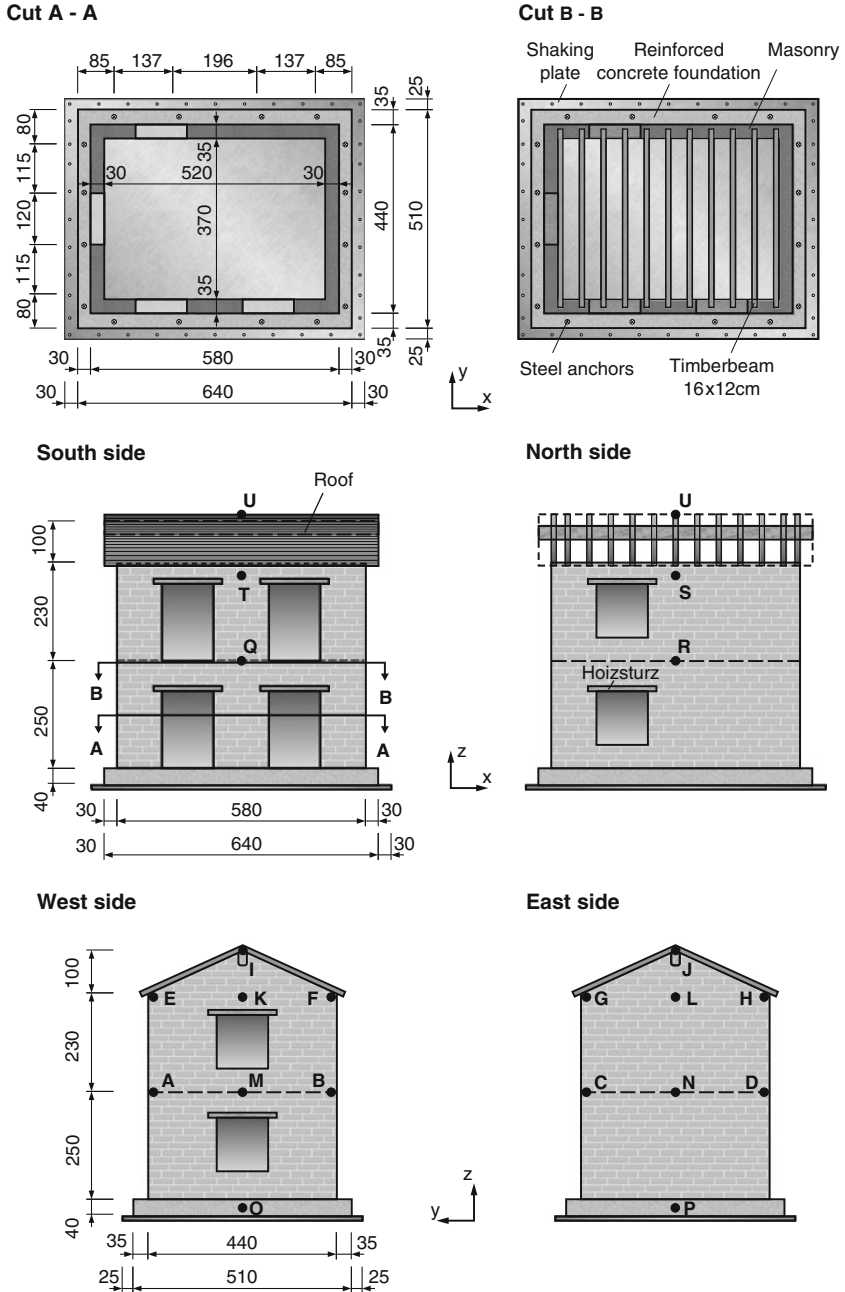 Cut A - A
85 137 196 137 85
25
35
80
115
120
115
80
35
30 520 30
370
35
440
510
35
25
30 580 30
30 640 30
y
x
Cut B - B
Shaking plate
Reinforced concrete foundation
Masonry
Steel anchors
Timberbeam
16x12cm
South side
Roof
U
T
Q
B B
A A
100
230
250
40
30 580 30
30 640 30
z
x
North side
U
S
R
Hoizsturz
West side
I
E K F
A M B
O
100
230
250
40
35 440 35
25 510 25
z
y
East side
J
G L H
C N D
P